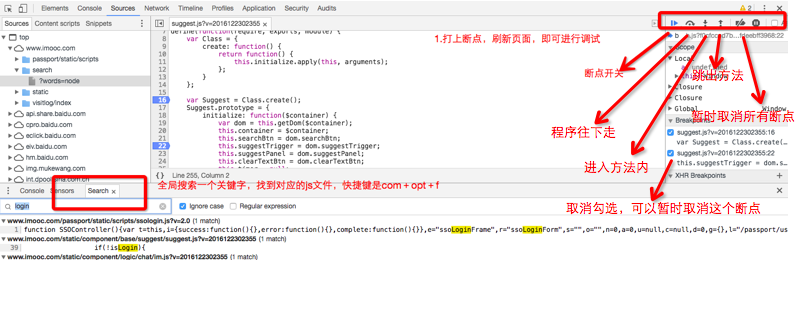 Elements Console Sources Network Timeline Profiles Application Security Audits 2
Sources Content scripts Snippets
suggest.js?v=2016122302355 ×
top
www.imooc.com
passport/static/scripts
search
?words=node
static
visitlog/index
api.share.baidu.com
cpro.baidu.com
eclick.baidu.com
eiv.baidu.com
hm.baidu.com
img.mukewang.com
7 define(function(require, exports, module) {
8 var Class = {
create: function() {
return function() {
this.initialize.apply(this, arguments);
};
}
};
16 var Suggest = Class.create();
Suggest.prototype = {
initialize: function($container) {
var dom = this.getDom($container);
this.container = $container;
this.searchBtn = dom.searchBtn;
22 this.suggestTrigger = dom.suggestTrigger;
this.suggestPanel = dom.suggestPanel;
this.clearTextBtn = dom.clearTextBtn;
{} Line 255, Column 2
1.打上断点，刷新页面，即可进行调试
断点开关
跳出方法
暂时取消所有断点
程序往下走
进入方法内
取消勾选，可以暂时取消这个断点
Scope
Local
Closure
Closure
Global Window
Breakpoints
suggest.js?v=2016122302355:16
var Suggest = Class.create();…
suggest.js?v=2016122302355:22
this.suggestTrigger = dom.s…
XHR Breakpoints
全局搜索一个关键字，找到对应的js文件，快捷键是com＋opt＋f
Console Sensors Search ×
login
Ignore case Regular expression
www.imooc.com/passport/static/scripts/ssologin.js?v=2.0 (1 match)
1 function SSOController(){var t=this,i={success:function(){},error:function(){},complete:function(){}},e="ssoLoginFrame",r="ssoLoginForm",s="",o="",n=0,a=0,u=null,c=null,d=0,g={},l="/passport/us
www.imooc.com/static/component/base/suggest/suggest.js?v=2016122302355 (1 match)
39 if(!isLogin){
www.imooc.com/static/component/logic/chat/im.js?v=2016122302355 (1 match)